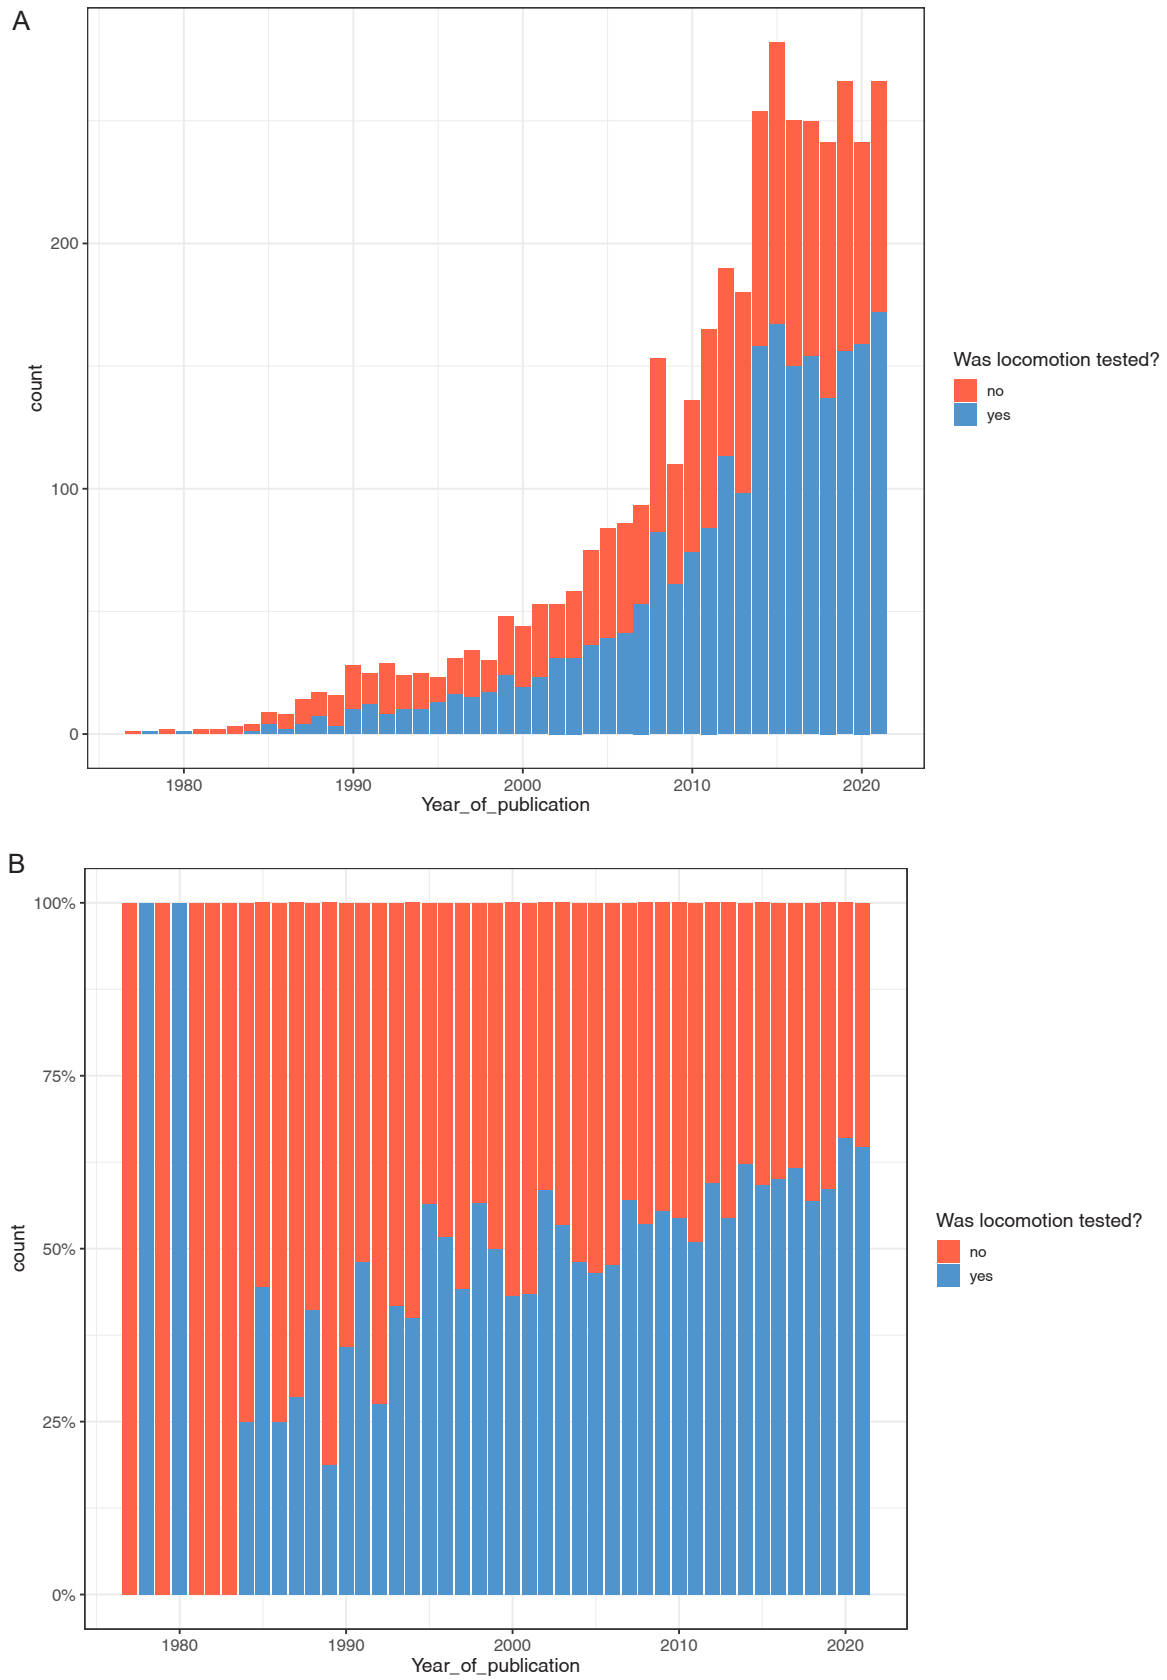 A
200
100
0
count
1980 1990 2000 2010 2020
Year_of_publication
Was locomotion tested?
no
yes
B
100%
75%
50%
25%
0%
count
1980 1990 2000 2010 2020
Year_of_publication
Was locomotion tested?
no
yes